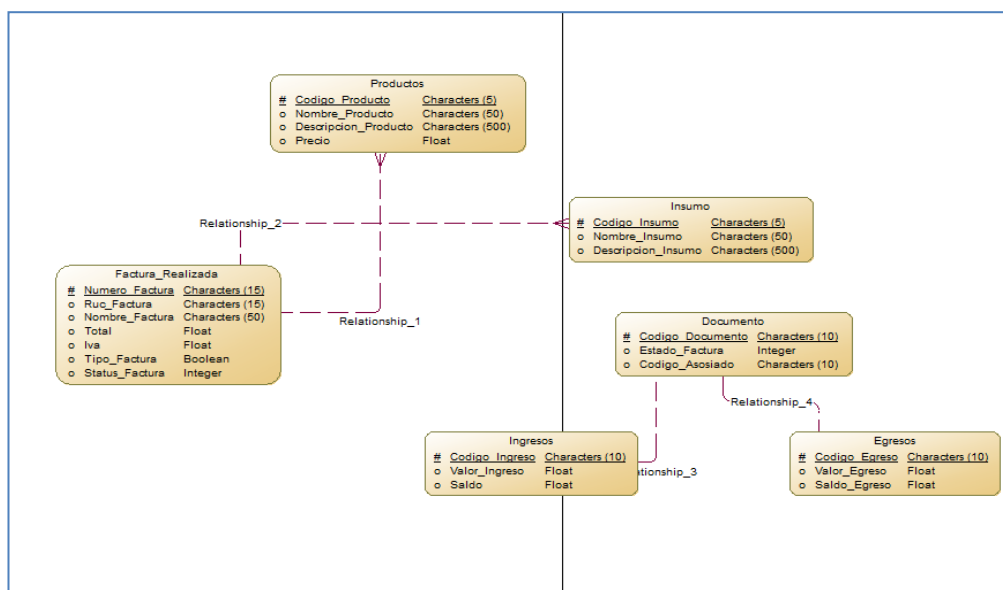 Productos
# Codigo_Producto Characters (5)
o Nombre_Producto Characters (50)
o Descripcion_Producto Characters (500)
o Precio Float
Relationship_2
Insumo
# Codigo_Insumo Characters (5)
o Nombre_Insumo Characters (50)
o Descripcion_Insumo Characters (500)
Factura_Realizada
# Numero_Factura Characters (15)
o Ruc_Factura Characters (15)
o Nombre_Factura Characters (50)
o Total Float
o Iva Float
o Tipo_Factura Boolean
o Status_Factura Integer
Relationship_1
Documento
# Codigo_Documento Characters (10)
o Estado_Factura Integer
o Codigo_Asosiado Characters (10)
Relationship_4
Ingresos
# Codigo_Ingreso Characters (10)
o Valor_Ingreso Float
o Saldo Float
ationship_3
Egresos
# Codigo_Egreso Characters (10)
o Valor_Egreso Float
o Saldo_Egreso Float